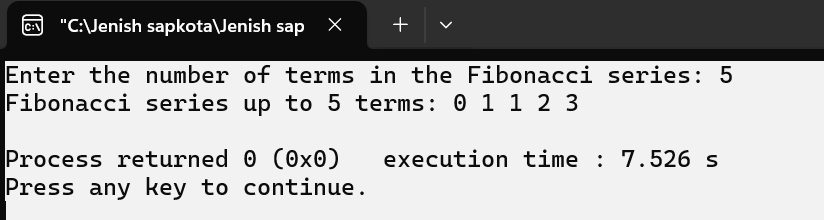 C:\
"C:\Jenish sapkota\Jenish sap
Enter the number of terms in the Fibonacci series: 5
Fibonacci series up to 5 terms: 0 1 1 2 3
Process returned 0 (0x0)   execution time : 7.526 s
Press any key to continue.